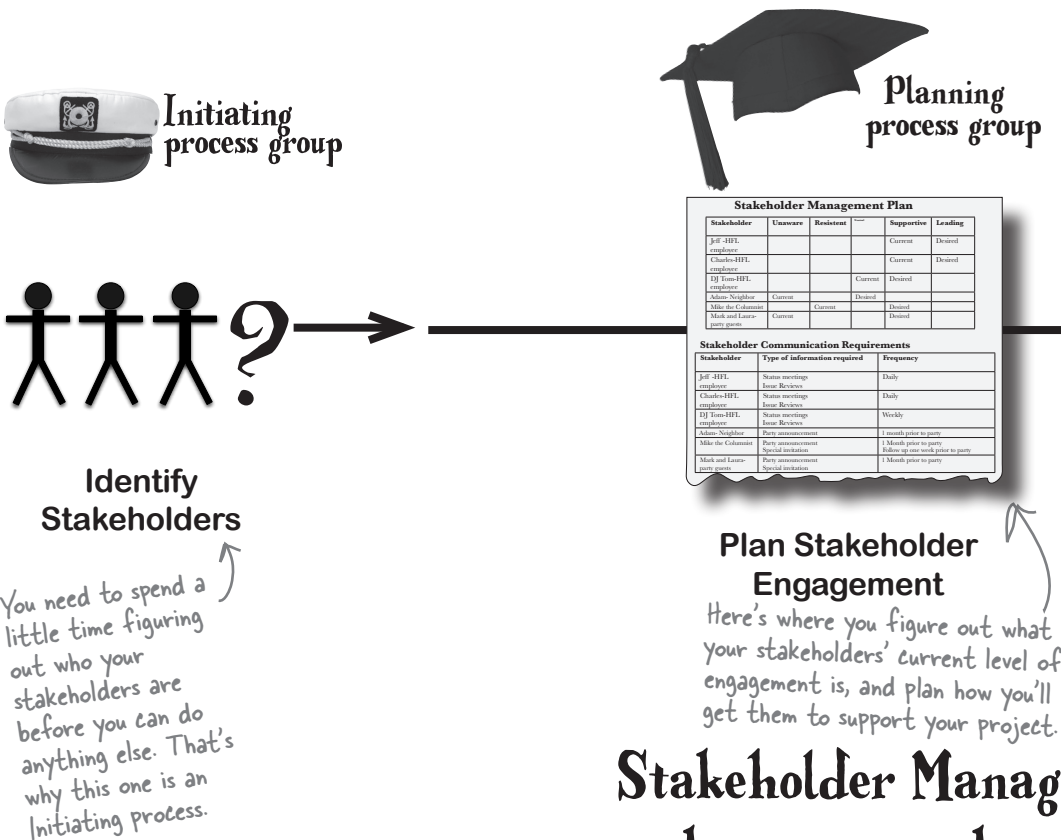 Initiating
process group
Planning
process group
Stakeholder Management Plan
Stakeholder Unaware Resistent Supportive Leading
Jeff -HFL Current Desired
employee
Charles-HFL Current Desired
employee
DJ Tom-HFL Current Desired
employee
Adam- Neighbor Current Desired
Mike the Columnist Current Desired
Mark and Laura- Current Desired
party guests
Stakeholder Communication Requirements
Stakeholder Type of information required Frequency
Jeff -HFL Status meetings Daily
employee Issue Reviews
Charles-HFL Status meetings Daily
employee Issue Reviews
DJ Tom-HFL Status meetings Weekly
employee Issue Reviews
Adam- Neighbor Party announcement 1 month prior to party
Mike the Columnist Party announcement 1 Month prior to party
Special invitation Follow up one week prior to party
Mark and Laura- Party announcement 1 Month prior to party
party guests Special invitation
Identify
Stakeholders
You need to spend a
little time figuring
out who your
stakeholders are
before you can do
anything else. That's
why this one is an
Initiating process.
Plan Stakeholder
Engagement
Here's where you figure out what
your stakeholders' current level of
engagement is, and plan how you'll
get them to support your project.
Stakeholder Manag